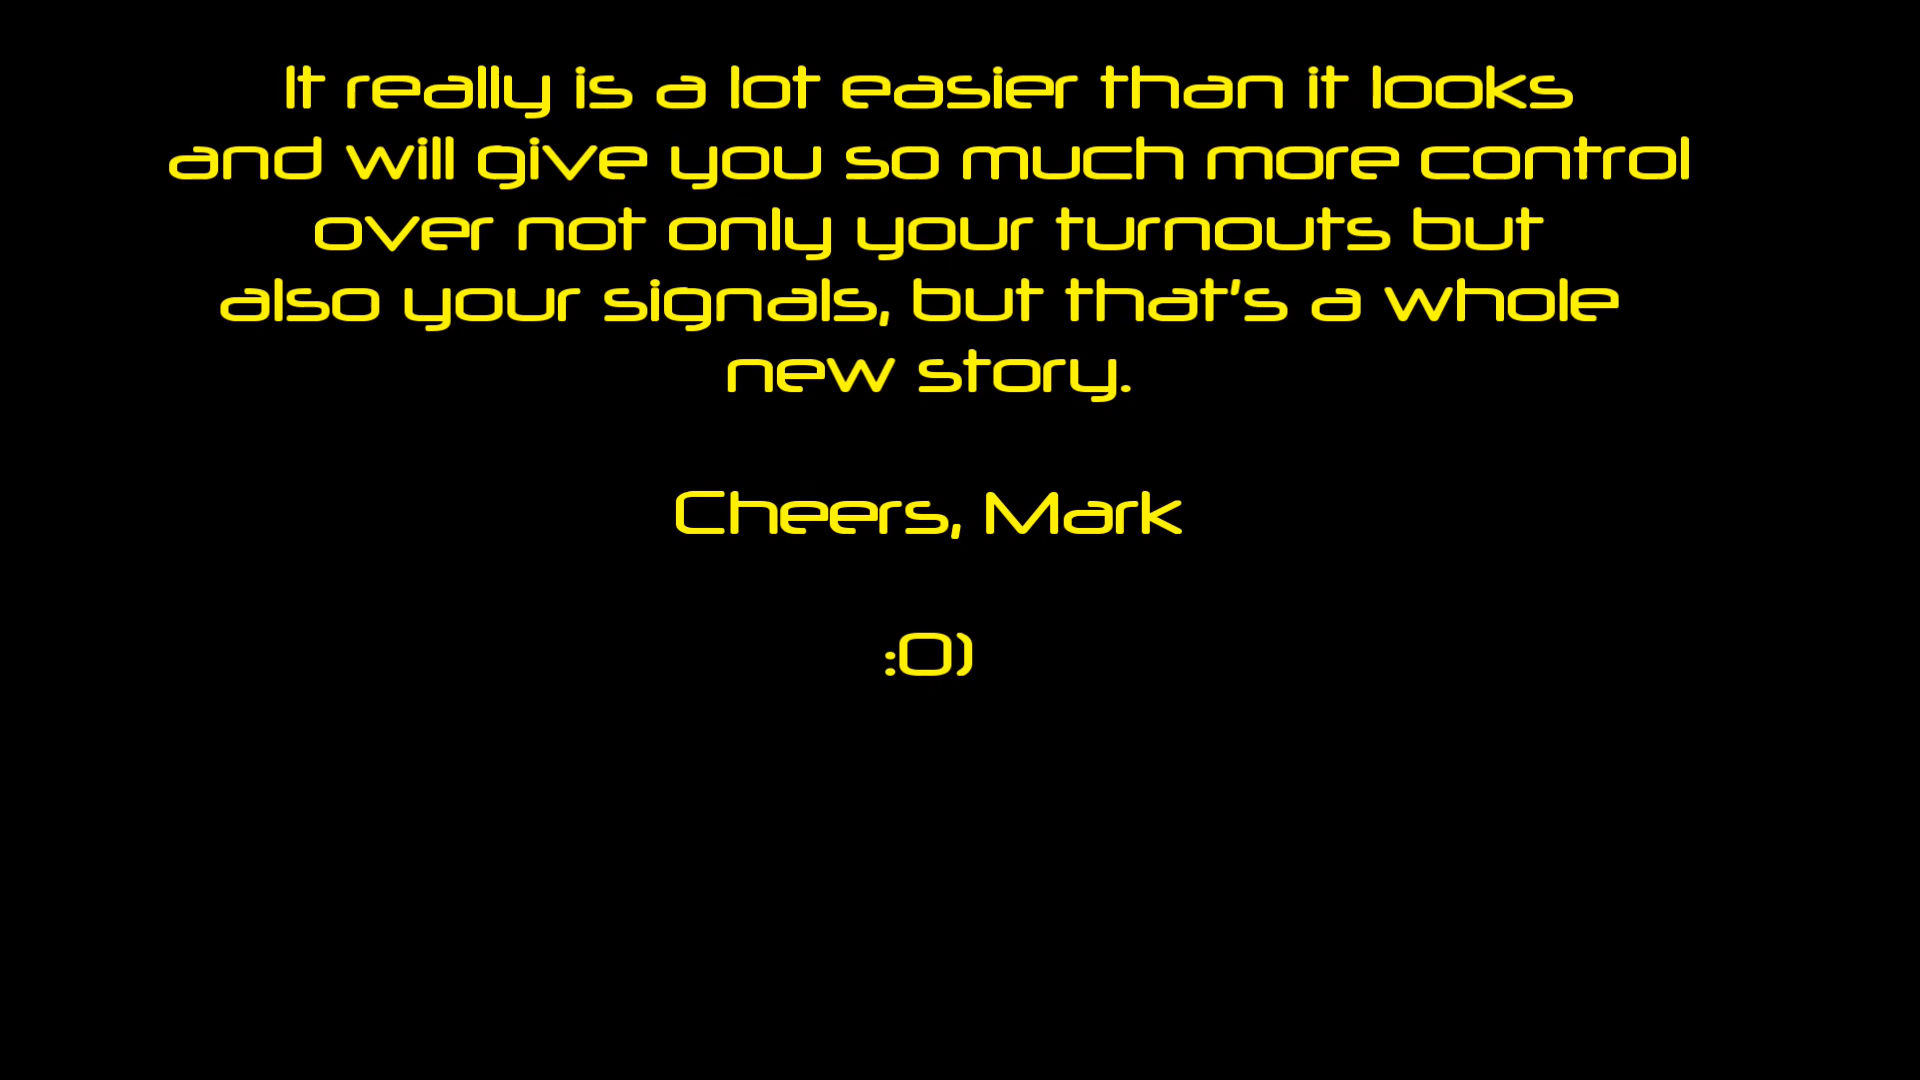 It really is a lot easier than it looks
and will give you so much more control
over not only your turnouts but
also your signals, but that's a whole
new story.
Cheers, Mark
:O)